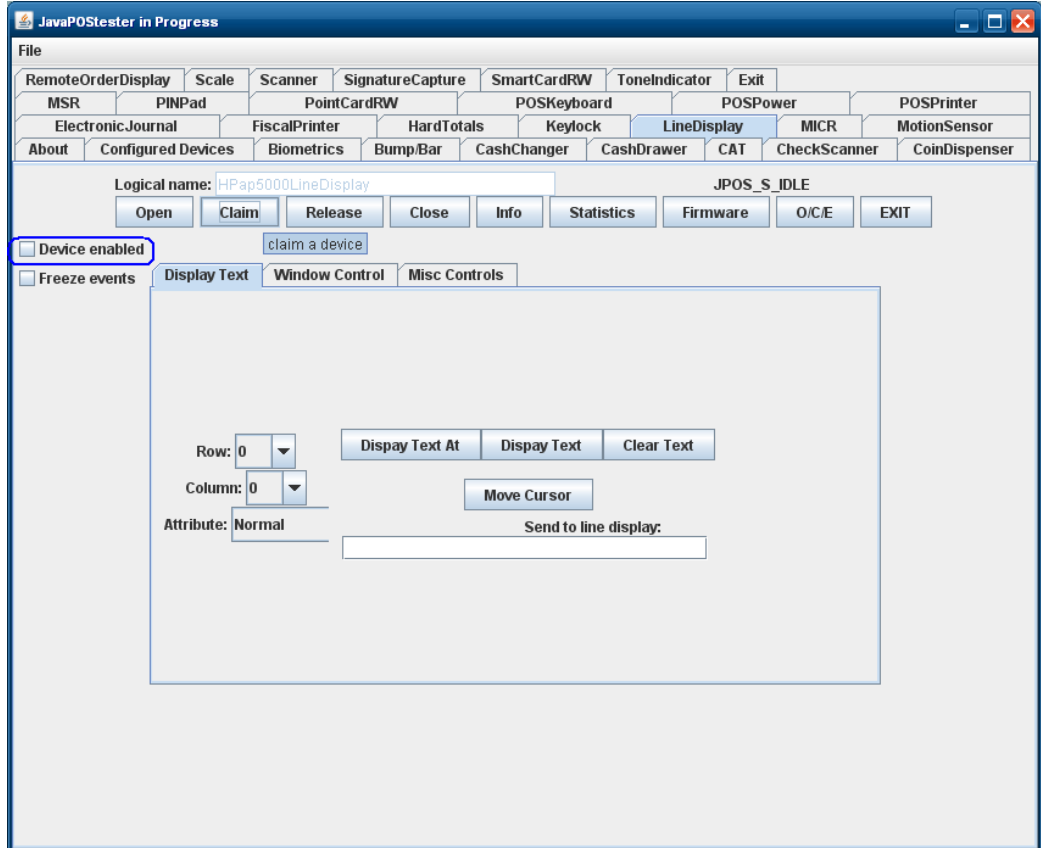 JavaPOStester in Progress
File
RemoteOrderDisplay Scale Scanner SignatureCapture SmartCardRW ToneIndicator Exit
MSR PINPad PointCardRW POSKeyboard POSPower POSPrinter
ElectronicJournal FiscalPrinter HardTotals Keylock LineDisplay MICR MotionSensor
About Configured Devices Biometrics Bump/Bar CashChanger CashDrawer CAT CheckScanner CoinDispenser
Logical name: HPap5000LineDisplay JPOS_S_IDLE
Open Claim Release Close Info Statistics Firmware O/C/E EXIT
Device enabled claim a device
Freeze events Display Text Window Control Misc Controls
Row: 0 Dispay Text At Dispay Text Clear Text
Column: 0 Move Cursor
Attribute: Normal Send to line display: